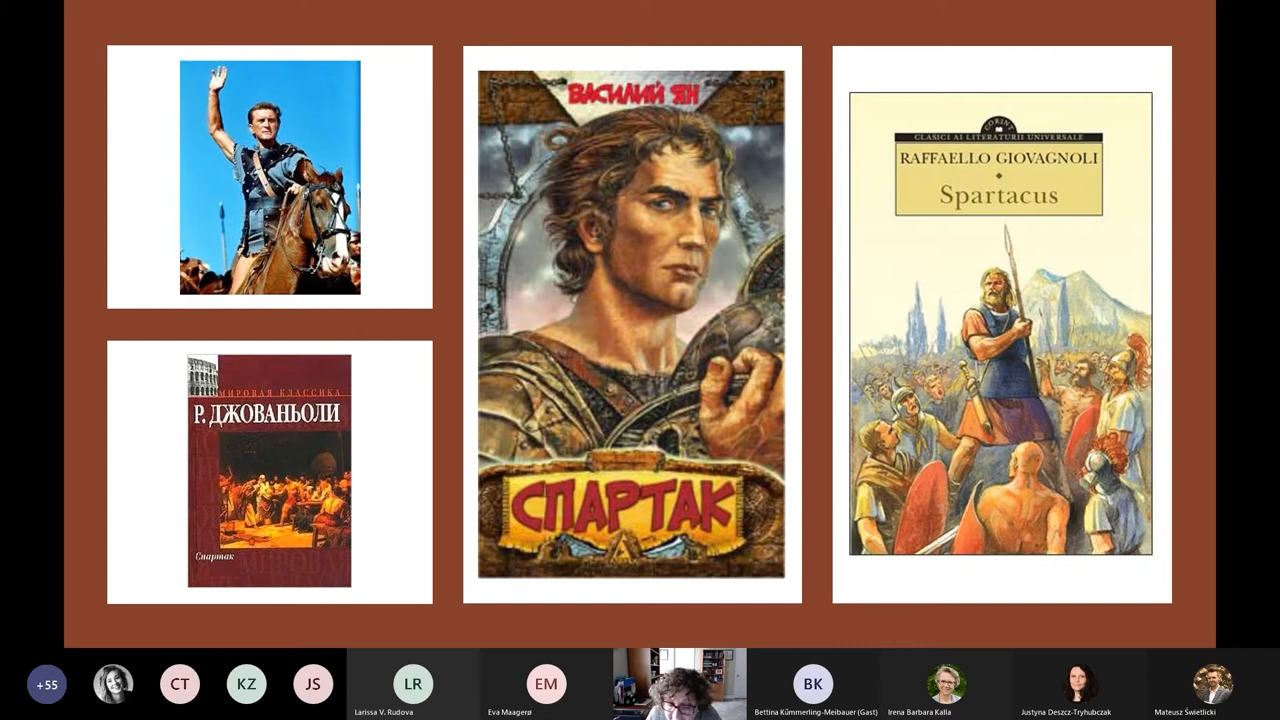 МИРОВАЯ КЛАССИКА
Р. ДЖОВАНЬОЛИ
Спартак
ВАСИЛИЙ ЯН
СПАРТАК
CORINT
CLASICI AI LITERATURII UNIVERSALE
RAFFAELLO GIOVAGNOLI
Spartacus
+55
CT
KZ
JS
LR
Larissa V. Rudova
EM
Eva Maagerø
BK
Bettina Kümmerling-Meibauer (Gast)
Irena Barbara Kalla
Justyna Deszcz-Tryhubczak
Mateusz Świetlicki